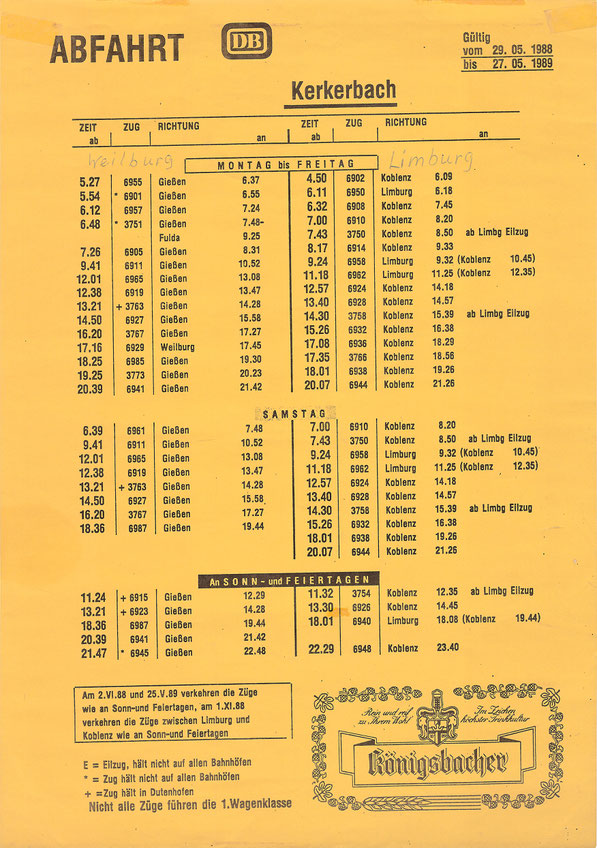 ABFAHRT DB
Gültig
vom 29. 05. 1988
bis 27. 05. 1989
Kerkerbach
ZEIT ZUG RICHTUNG ZEIT ZUG RICHTUNG
ab an ab an
Weilburg MONTAG bis FREITAG Limburg
5.27 6955 Gießen 6.37 4.50 6902 Koblenz 6.09
5.54 * 6901 Gießen 6.55 6.11 6950 Limburg 6.18
6.12 6957 Gießen 7.24 6.32 6908 Koblenz 7.45
6.48 * 3751 Gießen 7.48- 7.00 6910 Koblenz 8.20
Fulda 9.25 7.43 3750 Koblenz 8.50 ab Limbg Eilzug
7.26 6905 Gießen 8.31 8.17 6914 Koblenz 9.33
9.41 6911 Gießen 10.52 9.24 6958 Limburg 9.32 (Koblenz 10.45)
12.01 6965 Gießen 13.08 11.18 6962 Limburg 11.25 (Koblenz 12.35)
12.38 6919 Gießen 13.47 12.57 6924 Koblenz 14.18
13.21 + 3763 Gießen 14.28 13.40 6928 Koblenz 14.57
14.50 6927 Gießen 15.58 14.30 3758 Koblenz 15.39 ab Limbg Eilzug
16.20 3767 Gießen 17.27 15.26 6932 Koblenz 16.38
17.16 6929 Weilburg 17.45 17.08 6936 Koblenz 18.29
18.25 6985 Gießen 19.30 17.35 3766 Koblenz 18.56
19.25 3773 Gießen 20.23 18.01 6938 Koblenz 19.26
20.39 6941 Gießen 21.42 20.07 6944 Koblenz 21.26
SAMSTAG
6.39 6961 Gießen 7.48 7.00 6910 Koblenz 8.20
9.41 6911 Gießen 10.52 7.43 3750 Koblenz 8.50 ab Limbg Eilzug
12.01 6965 Gießen 13.08 9.24 6958 Limburg 9.32 (Koblenz 10.45)
12.38 6919 Gießen 13.47 11.18 6962 Limburg 11.25 (Koblenz 12.35)
13.21 + 3763 Gießen 14.28 12.57 6924 Koblenz 14.18
14.50 6927 Gießen 15.58 13.40 6928 Koblenz 14.57
16.20 3767 Gießen 17.27 14.30 3758 Koblenz 15.39 ab Limbg Eilzug
18.36 6987 Gießen 19.44 15.26 6932 Koblenz 16.38
18.01 6938 Koblenz 19.26
20.07 6944 Koblenz 21.26
An SONN- und FEIERTAGEN
11.24 + 6915 Gießen 12.29 11.32 3754 Koblenz 12.35 ab Limbg Eilzug
13.21 + 6923 Gießen 14.28 13.30 6926 Koblenz 14.45
18.36 6987 Gießen 19.44 18.01 6940 Limburg 18.08 (Koblenz 19.44)
20.39 6941 Gießen 21.42
21.47 * 6945 Gießen 22.48 22.29 6948 Koblenz 23.40
Am 2.VI.88 und 25.V.89 verkehren die Züge
wie an Sonn-und Feiertagen, am 1.XI.88
verkehren die Züge zwischen Limburg und
Koblenz wie an Sonn-und Feiertagen
E = Eilzug, hält nicht auf allen Bahnhöfen
* = Zug hält nicht auf allen Bahnhöfen
+ = Zug hält in Dutenhofen
Nicht alle Züge führen die 1.Wagenklasse
Rein und reif
zu Ihrem Wohl
Im Zeichen
höchster Trinkkultur
Königsbacher